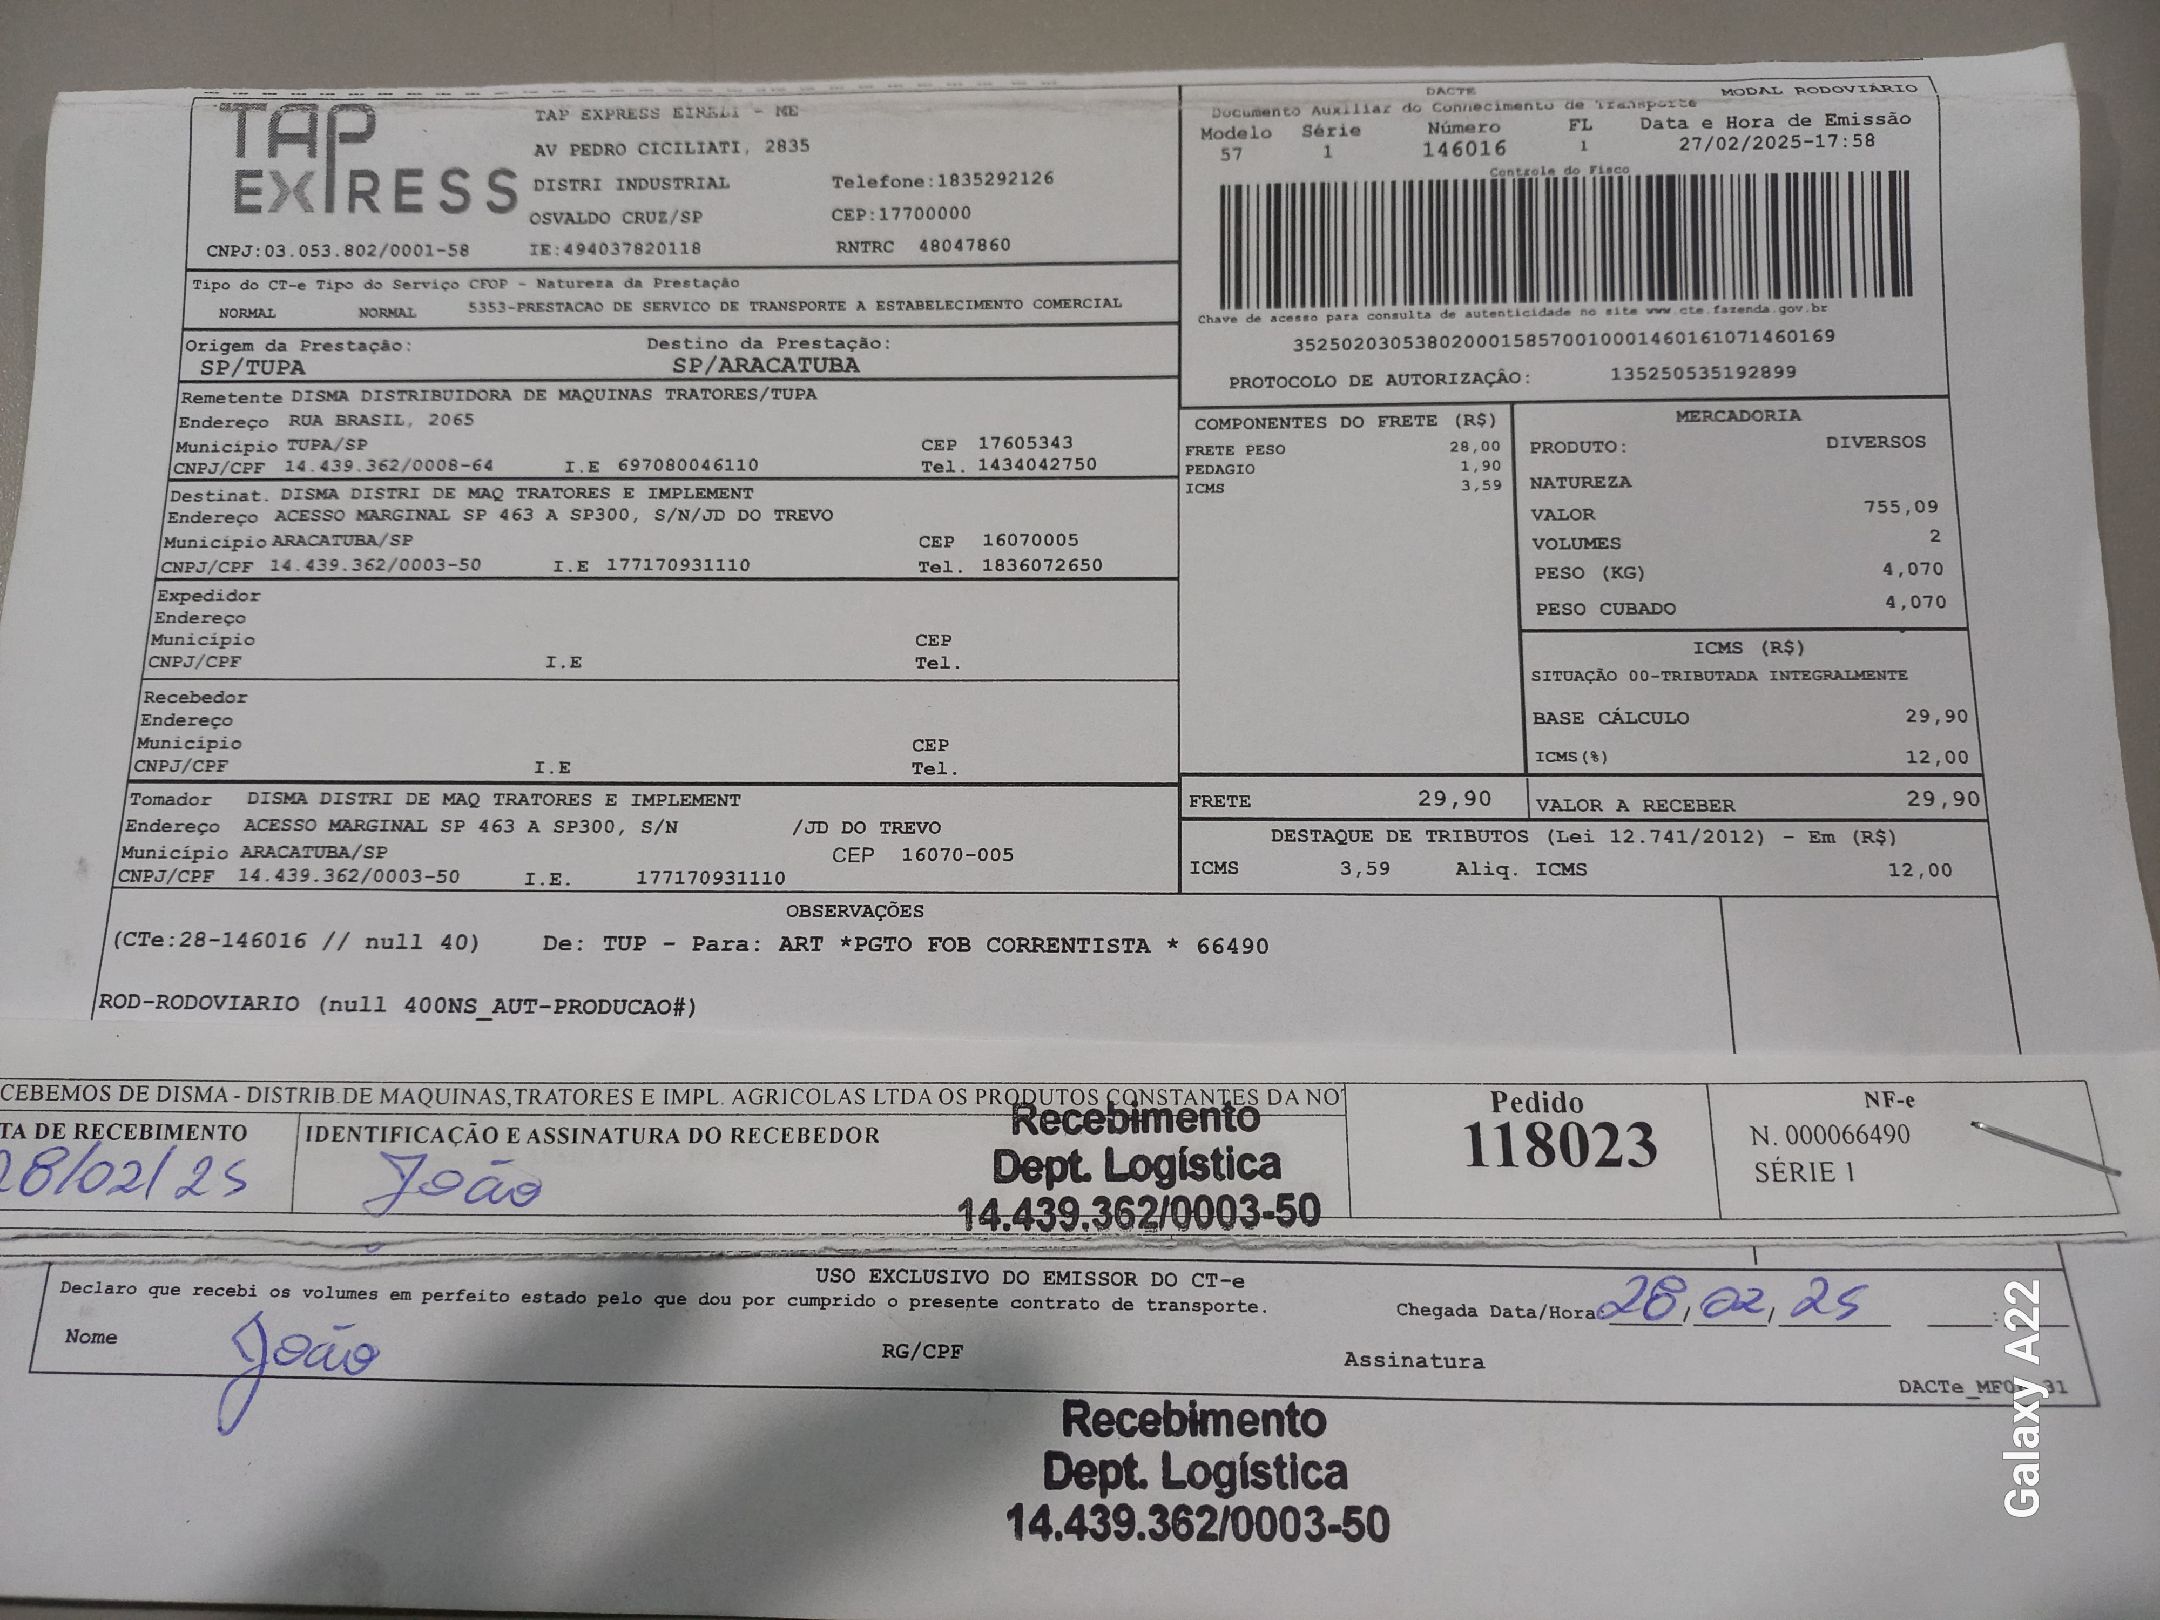 TAP EXPRESS
TAP EXPRESS EIRELI - ME
AV PEDRO CICILIATI, 2835
DISTRI INDUSTRIAL Telefone:1835292126
OSVALDO CRUZ/SP CEP:17700000
CNPJ:03.053.802/0001-58 IE:494037820118 RNTRC 48047860
DACTE MODAL RODOVIÁRIO
Documento Auxiliar do Conhecimento de Transporte
Modelo Série Número FL Data e Hora de Emissão
57 1 146016 1 27/02/2025-17:58
Controle do Fisco
Chave de acesso para consulta de autenticidade no site www.cte.fazenda.gov.br
35250203053802000158570010001460161071460169
PROTOCOLO DE AUTORIZAÇÃO: 135250535192899
Tipo do CT-e Tipo do Serviço CFOP - Natureza da Prestação
NORMAL NORMAL 5353-PRESTACAO DE SERVICO DE TRANSPORTE A ESTABELECIMENTO COMERCIAL
Origem da Prestação: Destino da Prestação:
SP/TUPA SP/ARACATUBA
Remetente DISMA DISTRIBUIDORA DE MAQUINAS TRATORES/TUPA
Endereço RUA BRASIL, 2065
Município TUPA/SP CEP 17605343
CNPJ/CPF 14.439.362/0008-64 I.E 697080046110 Tel. 1434042750
Destinat. DISMA DISTRI DE MAQ TRATORES E IMPLEMENT
Endereço ACESSO MARGINAL SP 463 A SP300, S/N/JD DO TREVO
Município ARACATUBA/SP CEP 16070005
CNPJ/CPF 14.439.362/0003-50 I.E 177170931110 Tel. 1836072650
Expedidor
Endereço
Município CEP
CNPJ/CPF I.E Tel.
Recebedor
Endereço
Município CEP
CNPJ/CPF I.E Tel.
Tomador DISMA DISTRI DE MAQ TRATORES E IMPLEMENT
Endereço ACESSO MARGINAL SP 463 A SP300, S/N /JD DO TREVO
Município ARACATUBA/SP CEP 16070-005
CNPJ/CPF 14.439.362/0003-50 I.E. 177170931110
COMPONENTES DO FRETE (R$)
FRETE PESO 28,00
PEDAGIO 1,90
ICMS 3,59
MERCADORIA
PRODUTO: DIVERSOS
NATUREZA
VALOR 755,09
VOLUMES 2
PESO (KG) 4,070
PESO CUBADO 4,070
ICMS (R$)
SITUAÇÃO 00-TRIBUTADA INTEGRALMENTE
BASE CÁLCULO 29,90
ICMS(%) 12,00
FRETE 29,90 VALOR A RECEBER 29,90
DESTAQUE DE TRIBUTOS (Lei 12.741/2012) - Em (R$)
ICMS 3,59 Aliq. ICMS 12,00
OBSERVAÇÕES
(CTe:28-146016 // null 40) De: TUP - Para: ART *PGTO FOB CORRENTISTA * 66490
ROD-RODOVIARIO (null 400NS_AUT-PRODUCAO#)
CEBEMOS DE DISMA - DISTRIB.DE MAQUINAS,TRATORES E IMPL. AGRICOLAS LTDA OS PRODUTOS CONSTANTES DA NO
TA DE RECEBIMENTO IDENTIFICAÇÃO E ASSINATURA DO RECEBEDOR
28/02/25 João
Recebimento
Dept. Logística
14.439.362/0003-50
Pedido
118023
NF-e
N. 000066490
SÉRIE 1
USO EXCLUSIVO DO EMISSOR DO CT-e
Declaro que recebi os volumes em perfeito estado pelo que dou por cumprido o presente contrato de transporte.
Chegada Data/Hora 28/02/25 :
Nome João RG/CPF Assinatura
Recebimento
Dept. Logística
14.439.362/0003-50
Galaxy A22